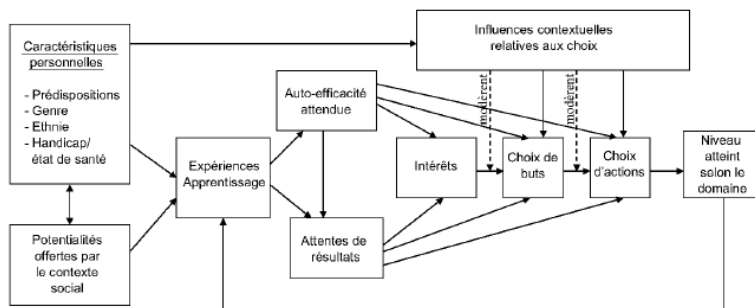 Caractéristiques
personnelles
- Prédispositions
- Genre
- Ethnie
- Handicap/
état de santé
Potentialités
offertes par
le contexte
social
Expériences
Apprentissage
Auto-efficacité
attendue
Attentes de
résultats
Influences contextuelles
relatives aux choix
modèrent
modèrent
Intérêts
Choix de
buts
Choix
d'actions
Niveau
atteint
selon le
domaine